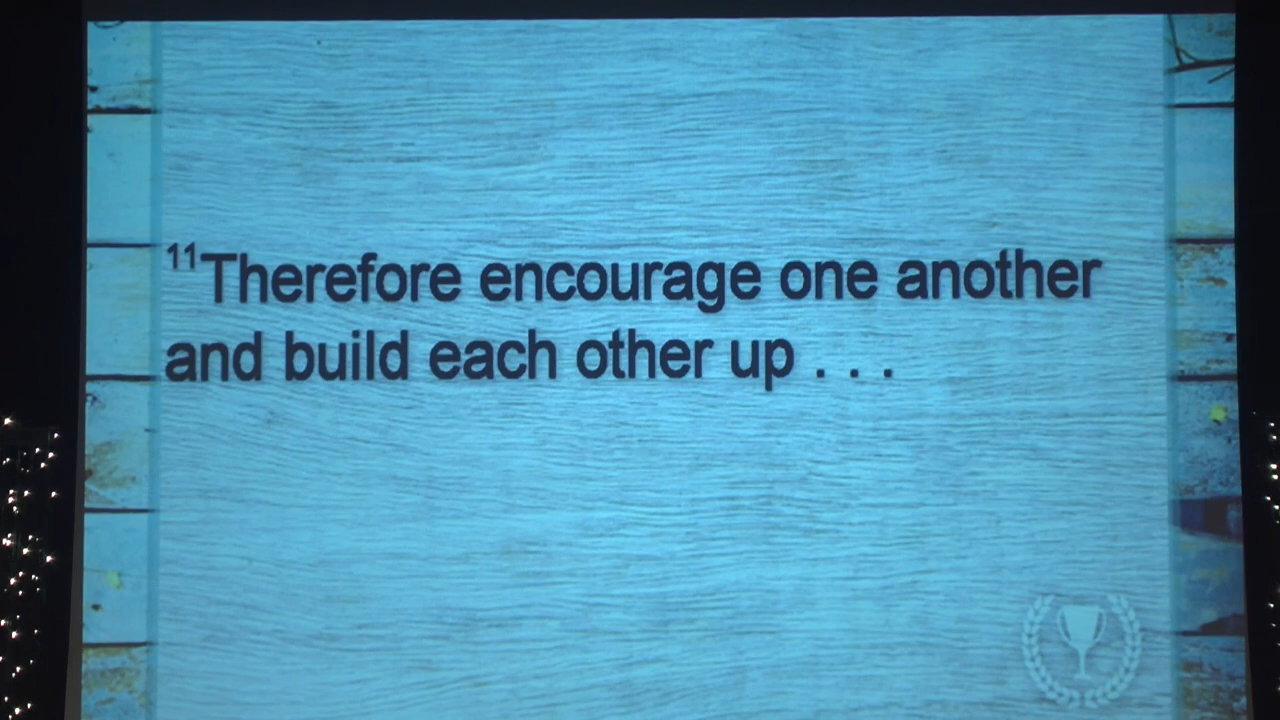 ¹¹Therefore encourage one another
and build each other up . . .